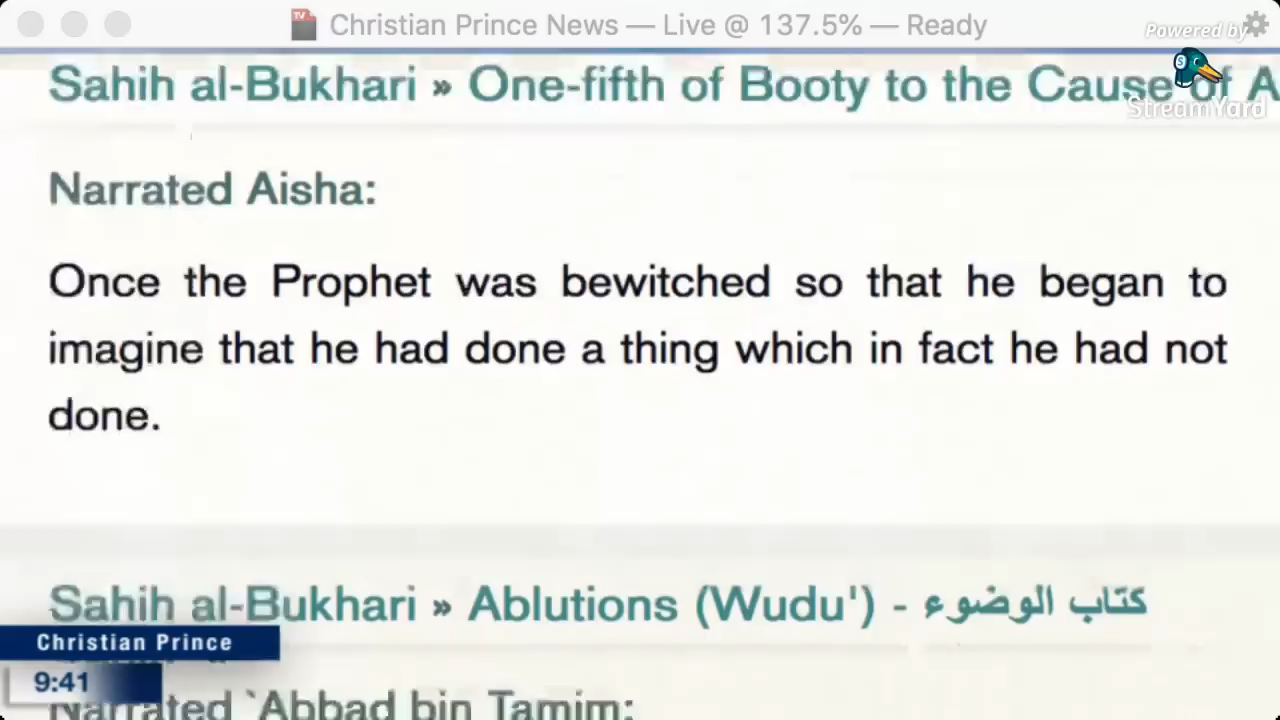 Christian Prince News — Live @ 137.5% — Ready
Powered by
StreamYard
Sahih al-Bukhari » One-fifth of Booty to the Cause of A
Narrated Aisha:
Once the Prophet was bewitched so that he began to
imagine that he had done a thing which in fact he had not
done.
Sahih al-Bukhari » Ablutions (Wudu') - كتاب الوضوء
Christian Prince
9:41
Narrated `Abbad bin Tamim: